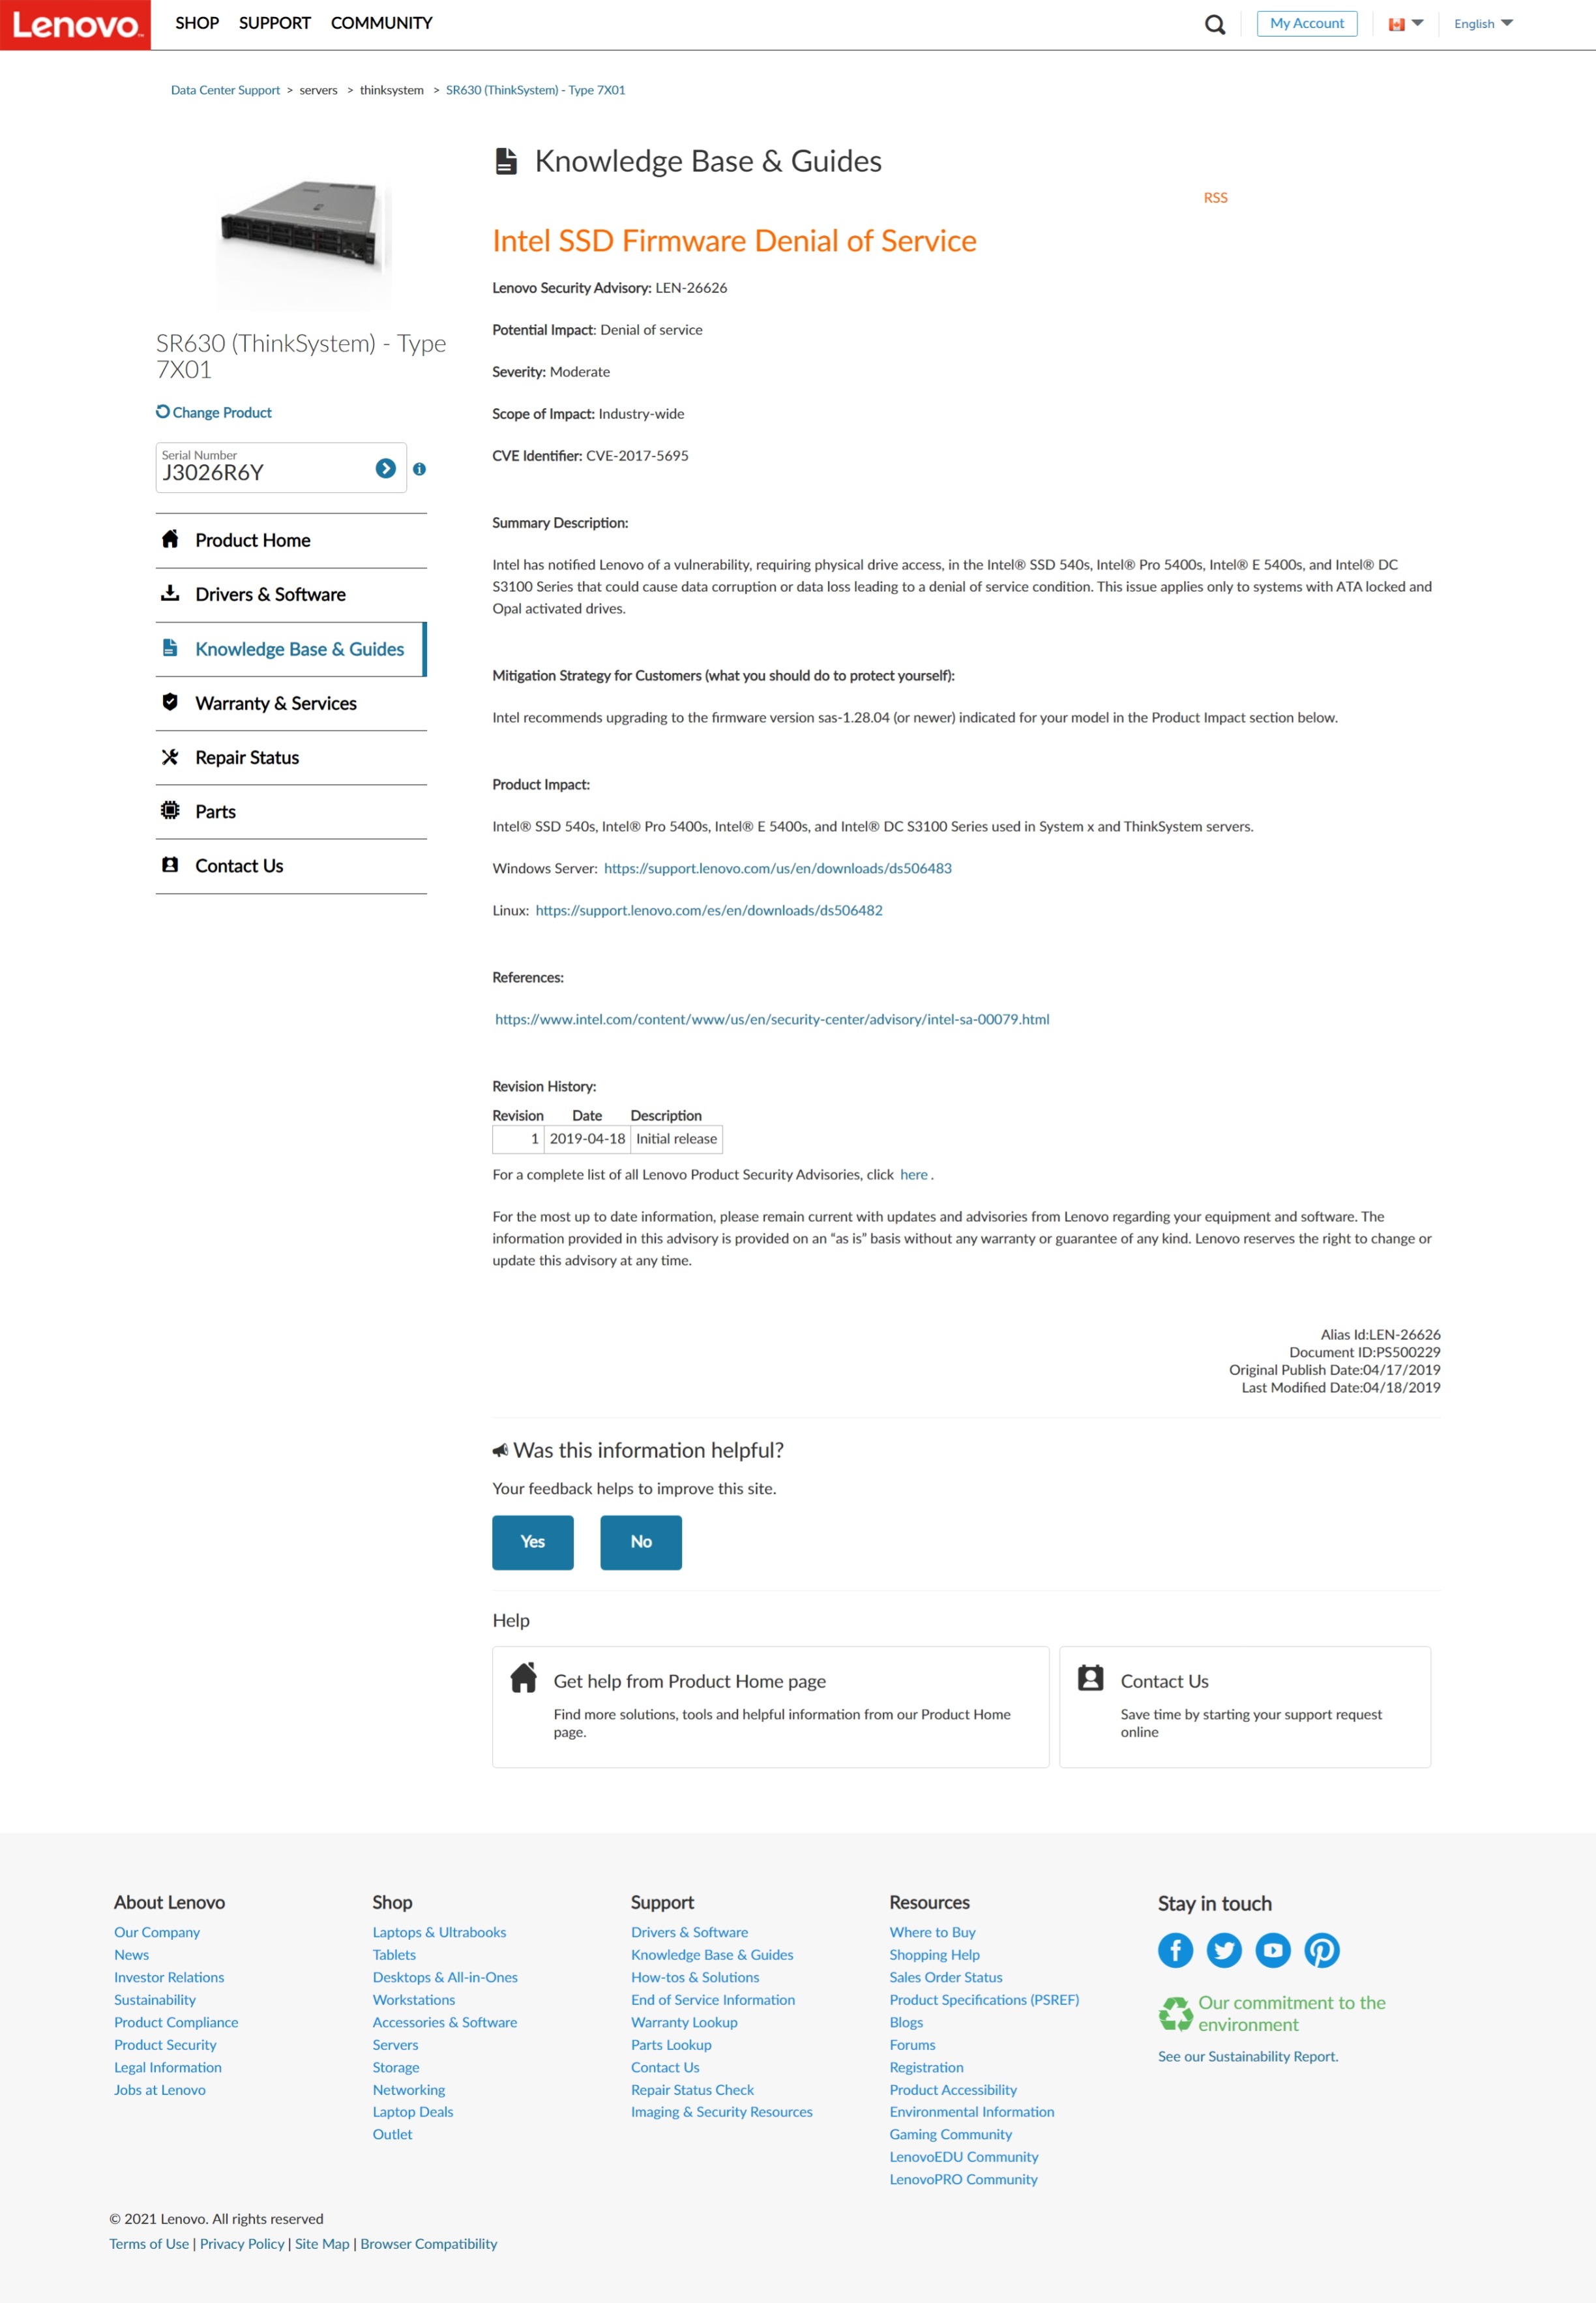 Lenovo
SHOP SUPPORT COMMUNITY
My Account
English
Data Center Support > servers > thinksystem > SR630 (ThinkSystem) - Type 7X01
SR630 (ThinkSystem) - Type
7X01
Change Product
Serial Number
J3026R6Y
Product Home
Drivers & Software
Knowledge Base & Guides
Warranty & Services
Repair Status
Parts
Contact Us
Knowledge Base & Guides
RSS
Intel SSD Firmware Denial of Service
Lenovo Security Advisory: LEN-26626
Potential Impact: Denial of service
Severity: Moderate
Scope of Impact: Industry-wide
CVE Identifier: CVE-2017-5695
Summary Description:
Intel has notified Lenovo of a vulnerability, requiring physical drive access, in the Intel® SSD 540s, Intel® Pro 5400s, Intel® E 5400s, and Intel® DC
S3100 Series that could cause data corruption or data loss leading to a denial of service condition. This issue applies only to systems with ATA locked and
Opal activated drives.
Mitigation Strategy for Customers (what you should do to protect yourself):
Intel recommends upgrading to the firmware version sas-1.28.04 (or newer) indicated for your model in the Product Impact section below.
Product Impact:
Intel® SSD 540s, Intel® Pro 5400s, Intel® E 5400s, and Intel® DC S3100 Series used in System x and ThinkSystem servers.
Windows Server: https://support.lenovo.com/us/en/downloads/ds506483
Linux: https://support.lenovo.com/es/en/downloads/ds506482
References:
https://www.intel.com/content/www/us/en/security-center/advisory/intel-sa-00079.html
Revision History:
Revision Date Description
1 2019-04-18 Initial release
For a complete list of all Lenovo Product Security Advisories, click here .
For the most up to date information, please remain current with updates and advisories from Lenovo regarding your equipment and software. The
information provided in this advisory is provided on an “as is” basis without any warranty or guarantee of any kind. Lenovo reserves the right to change or
update this advisory at any time.
Alias Id:LEN-26626
Document ID:PS500229
Original Publish Date:04/17/2019
Last Modified Date:04/18/2019
Was this information helpful?
Your feedback helps to improve this site.
Yes No
Help
Get help from Product Home page
Find more solutions, tools and helpful information from our Product Home
page.
Contact Us
Save time by starting your support request
online
About Lenovo
Our Company
News
Investor Relations
Sustainability
Product Compliance
Product Security
Legal Information
Jobs at Lenovo
Shop
Laptops & Ultrabooks
Tablets
Desktops & All-in-Ones
Workstations
Accessories & Software
Servers
Storage
Networking
Laptop Deals
Outlet
Support
Drivers & Software
Knowledge Base & Guides
How-tos & Solutions
End of Service Information
Warranty Lookup
Parts Lookup
Contact Us
Repair Status Check
Imaging & Security Resources
Resources
Where to Buy
Shopping Help
Sales Order Status
Product Specifications (PSREF)
Blogs
Forums
Registration
Product Accessibility
Environmental Information
Gaming Community
LenovoEDU Community
LenovoPRO Community
Stay in touch
Our commitment to the
environment
See our Sustainability Report.
© 2021 Lenovo. All rights reserved
Terms of Use | Privacy Policy | Site Map | Browser Compatibility